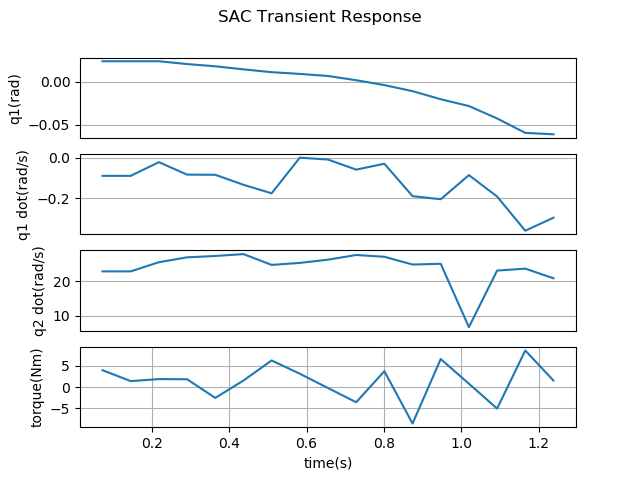 SAC Transient Response
q1(rad)
0.00
−0.05
q1 dot(rad/s)
0.0
−0.2
q2 dot(rad/s)
20
10
torque(Nm)
5
0
−5
0.2 0.4 0.6 0.8 1.0 1.2
time(s)